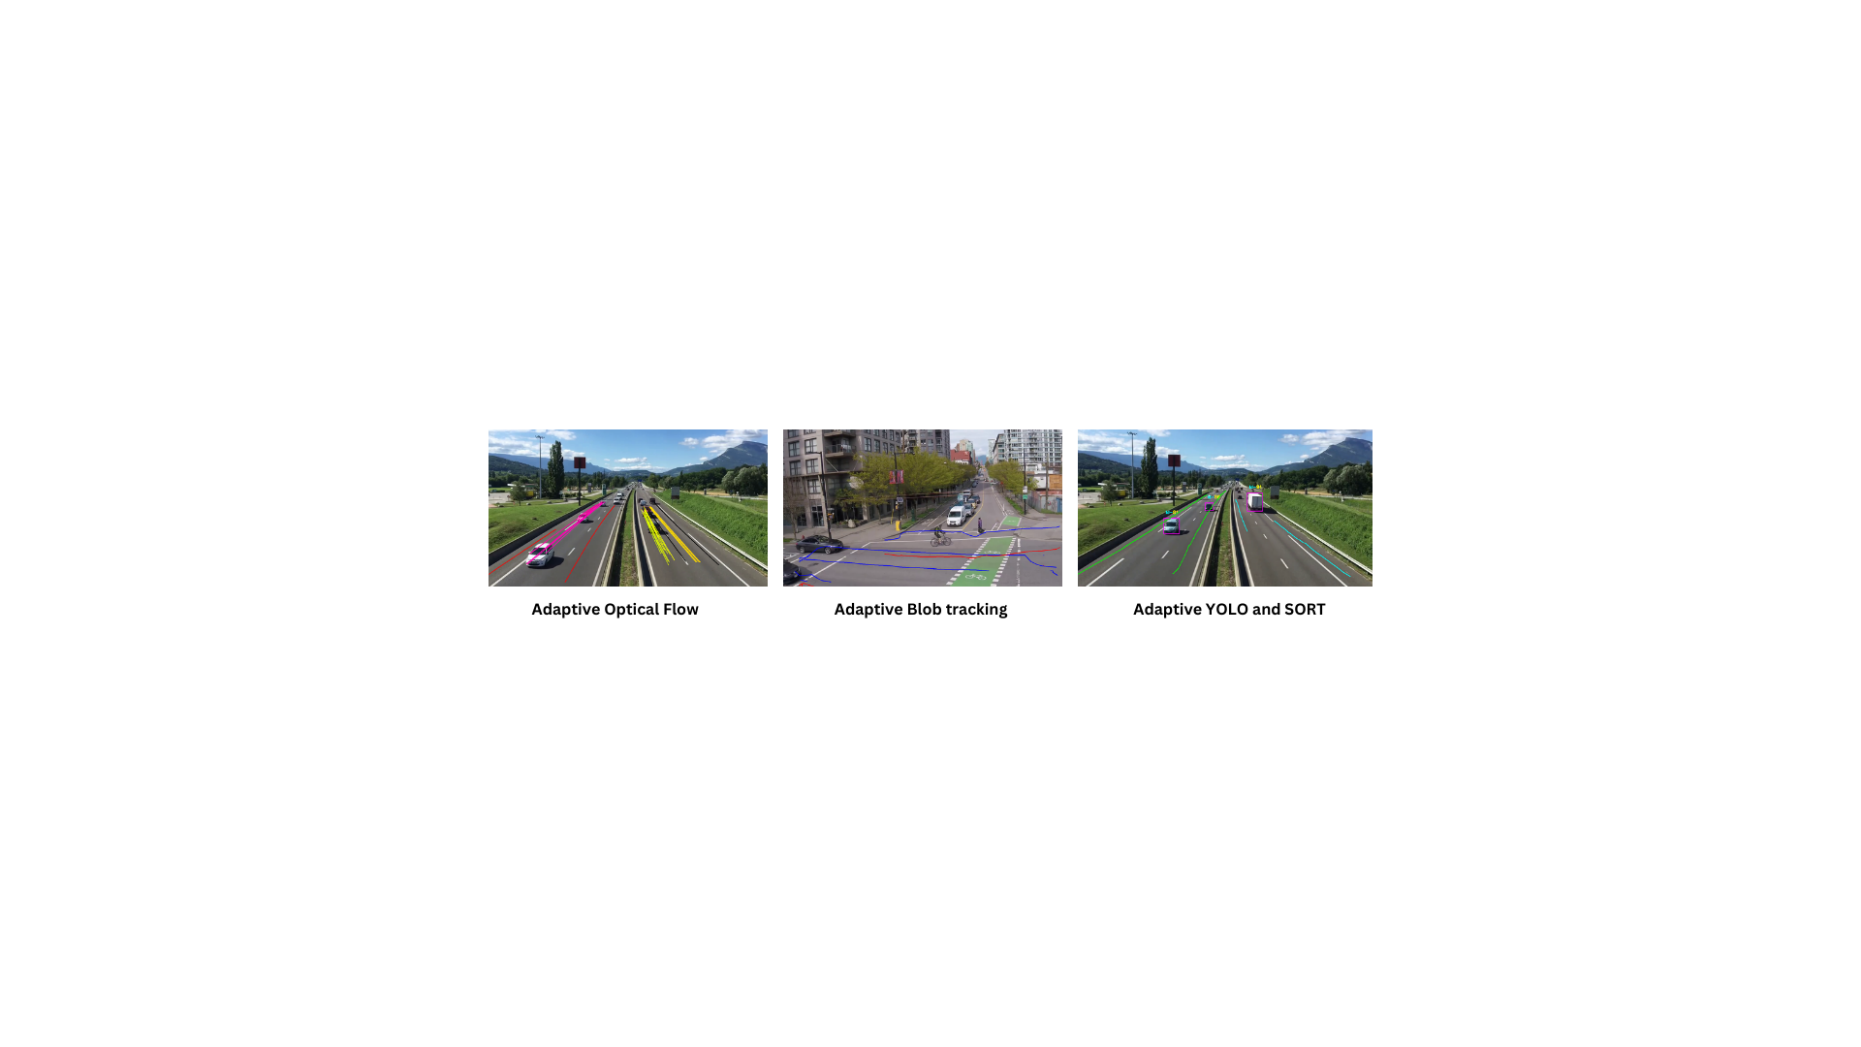 Adaptive Optical Flow
Adaptive Blob tracking
Adaptive YOLO and SORT